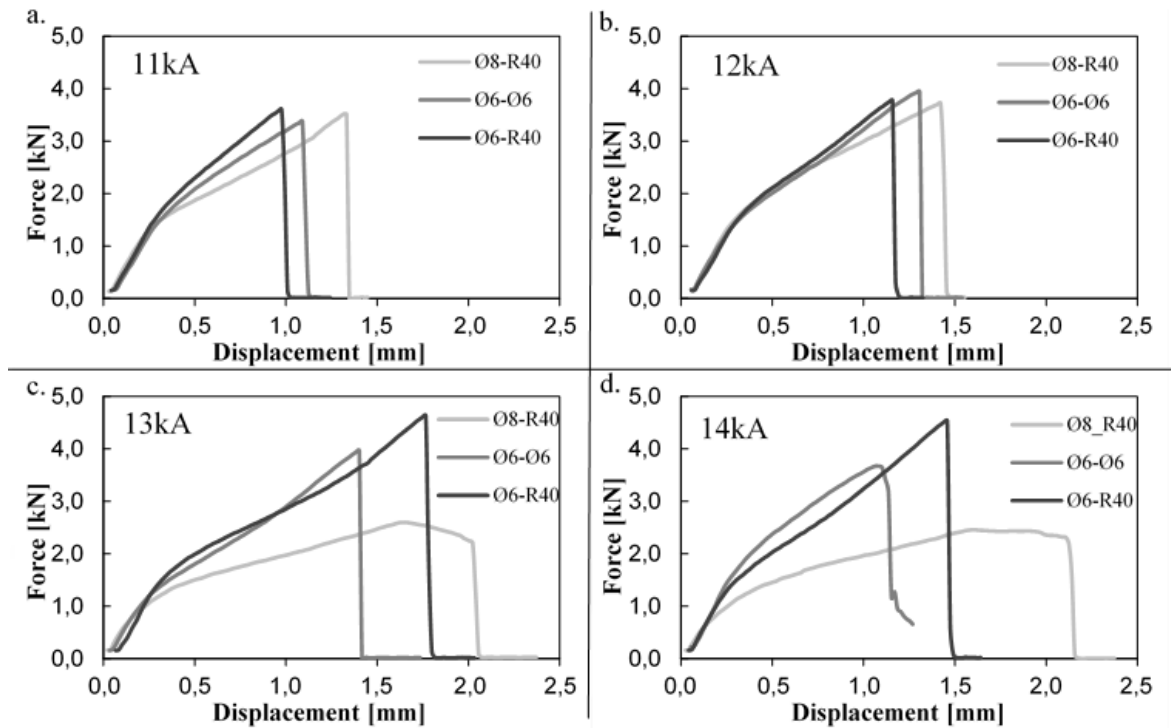 a.
11kA
Ø8-R40
Ø6-Ø6
Ø6-R40
Force [kN]
5,0
4,0
3,0
2,0
1,0
0,0
0,0 0,5 1,0 1,5 2,0 2,5
Displacement [mm]
b.
12kA
Ø8-R40
Ø6-Ø6
Ø6-R40
Force [kN]
5,0
4,0
3,0
2,0
1,0
0,0
0,0 0,5 1,0 1,5 2,0 2,5
Displacement [mm]
c.
13kA
Ø8-R40
Ø6-Ø6
Ø6-R40
Force [kN]
5,0
4,0
3,0
2,0
1,0
0,0
0,0 0,5 1,0 1,5 2,0 2,5
Displacement [mm]
d.
14kA
Ø8_R40
Ø6-Ø6
Ø6-R40
Force [kN]
5,0
4,0
3,0
2,0
1,0
0,0
0,0 0,5 1,0 1,5 2,0 2,5
Displacement [mm]